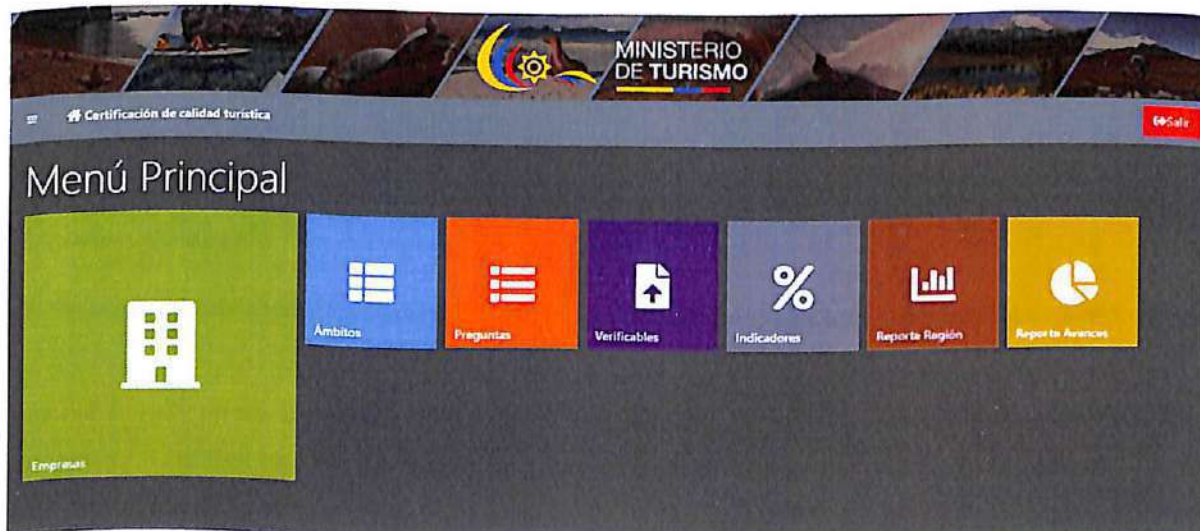 MINISTERIO
DE TURISMO
Certificación de calidad turística
Salir
Menú Principal
Empresas
Ámbitos
Preguntas
Verificables
Indicadores
Reporte Región
Reporte Avances